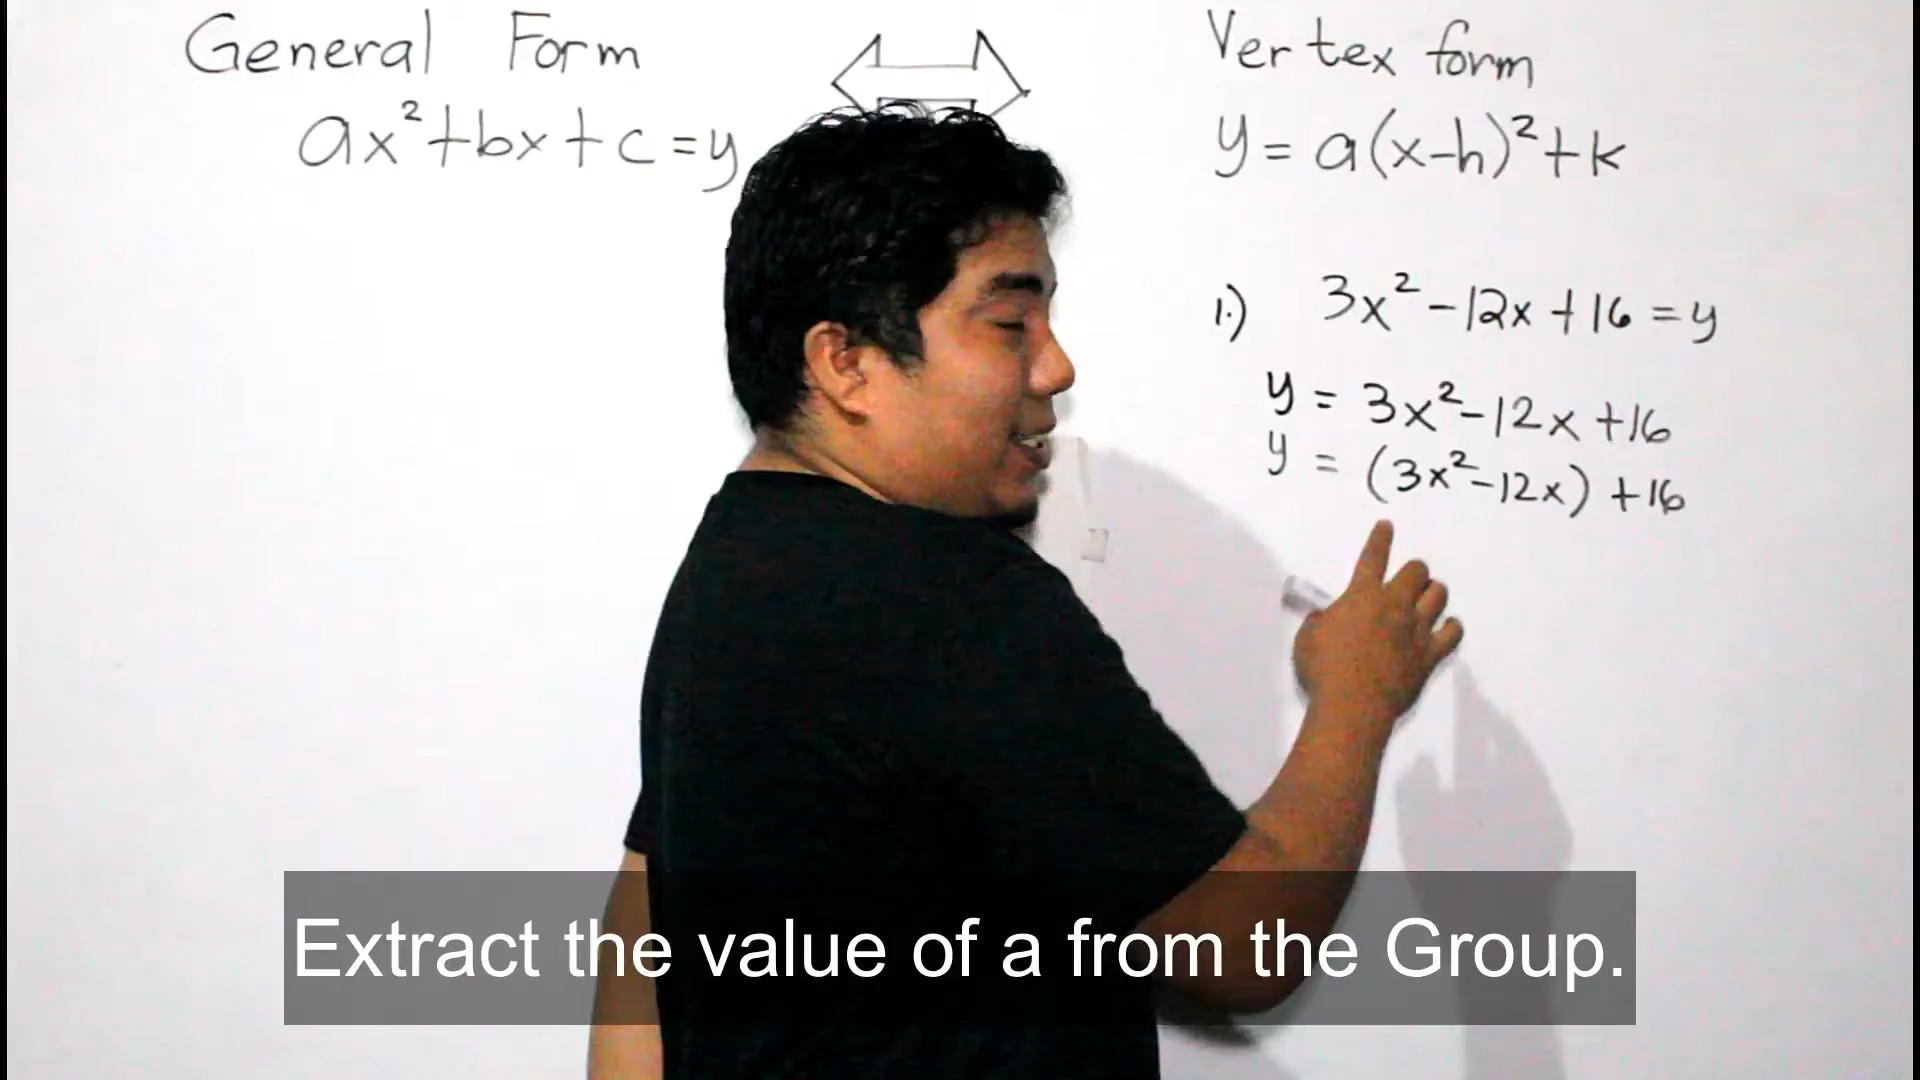 General Form
ax²+bx+c=y
Vertex form
y = a(x-h)²+k
1.) 3x²-12x+16=y
y = 3x²-12x+16
y = (3x²-12x)+16
Extract the value of a from the Group.